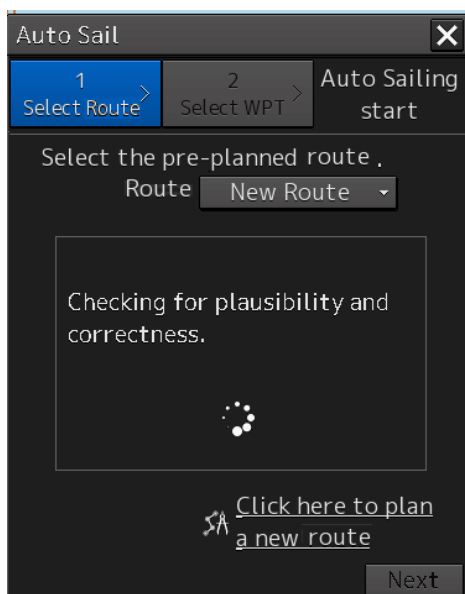 Auto Sail
1
Select Route
2
Select WPT
Auto Sailing
start
Select the pre-planned route.
Route New Route
Checking for plausibility and
correctness.
Click here to plan
a new route
Next